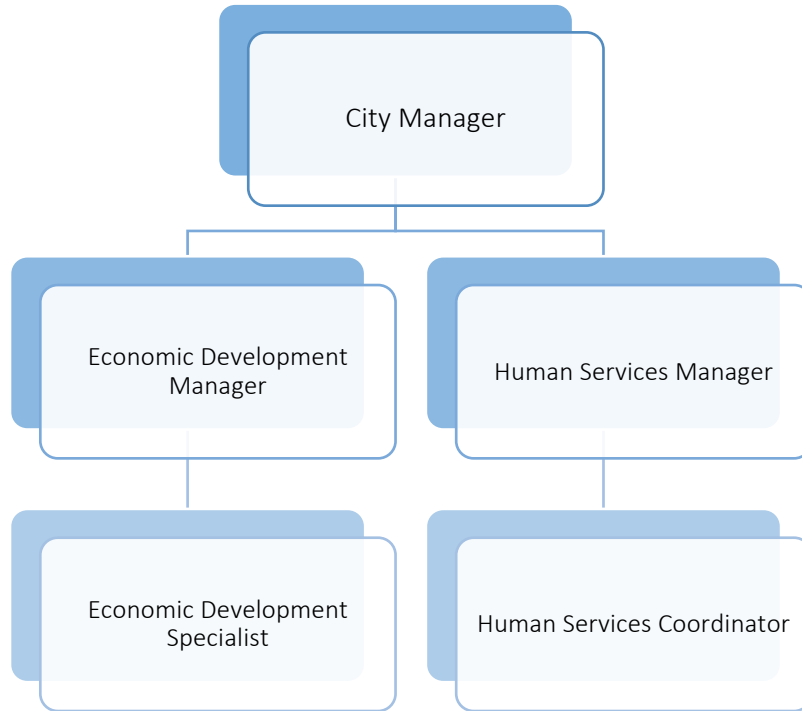 City Manager
Economic Development
Manager
Human Services Manager
Economic Development
Specialist
Human Services Coordinator